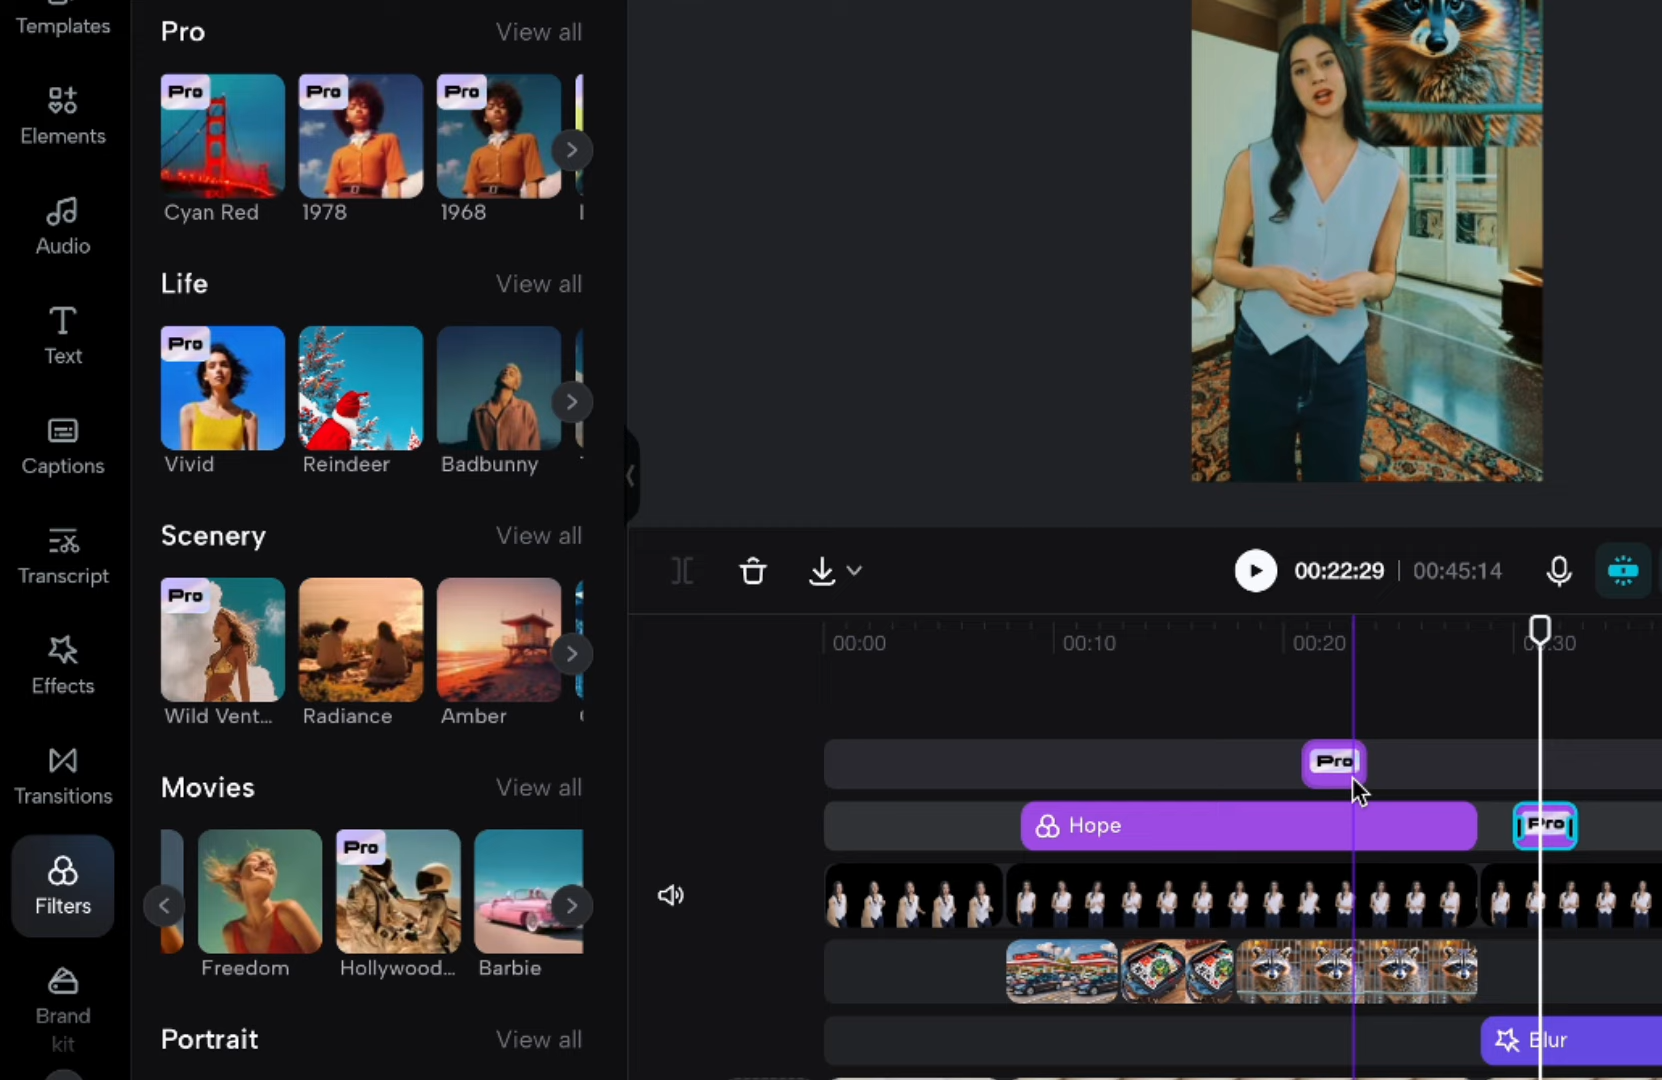 Templates
Elements
Audio
Text
Captions
Transcript
Effects
Transitions
Filters
Brand
kit
Pro View all
Pro Pro Pro
Cyan Red 1978 1968
Life View all
Pro
Vivid Reindeer Badbunny
Scenery View all
Pro
Wild Vent... Radiance Amber
Movies View all
Pro
Freedom Hollywood... Barbie
Portrait View all
00:22:29 | 00:45:14
00:00 00:10 00:20 00:30
Pro
Hope Pro
Blur